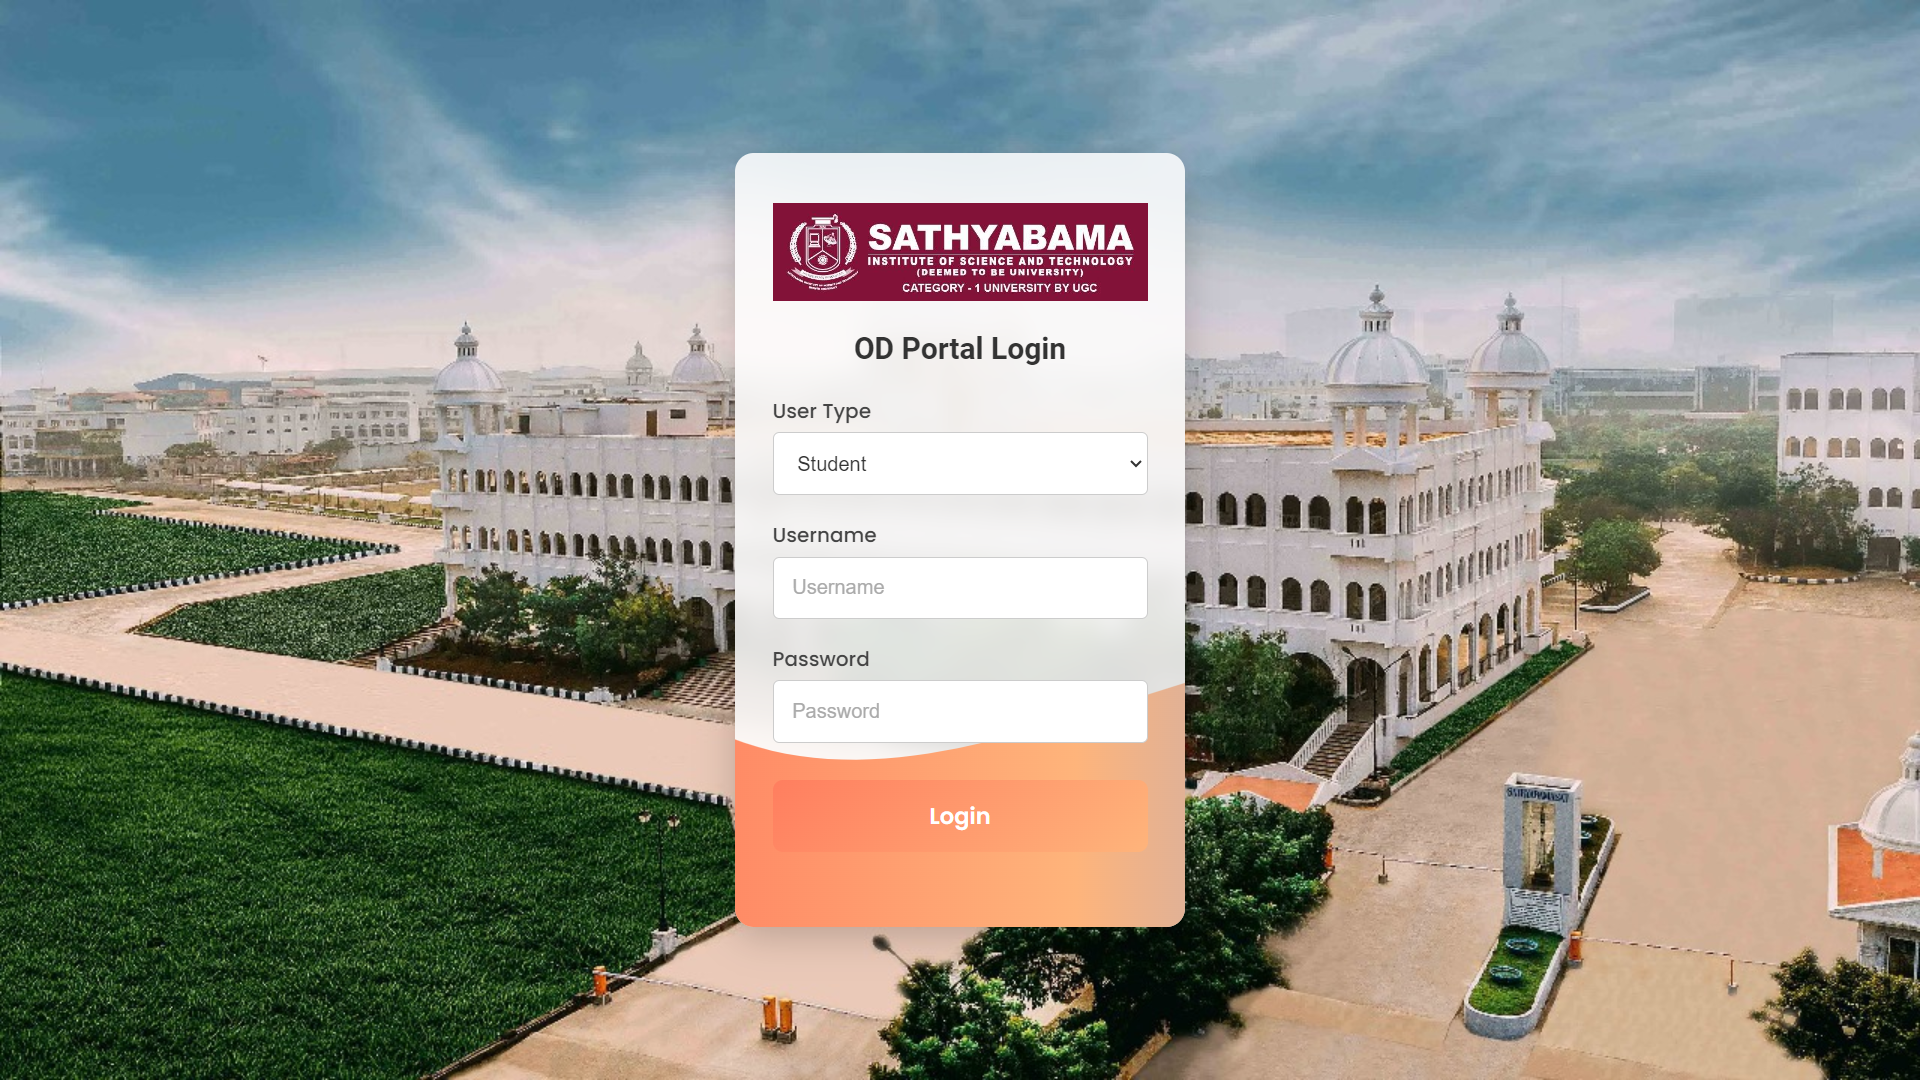 SATHYABAMA
INSTITUTE OF SCIENCE AND TECHNOLOGY
(DEEMED TO BE UNIVERSITY)
CATEGORY - 1 UNIVERSITY BY UGC
OD Portal Login
User Type
Student
Username
Username
Password
Password
Login